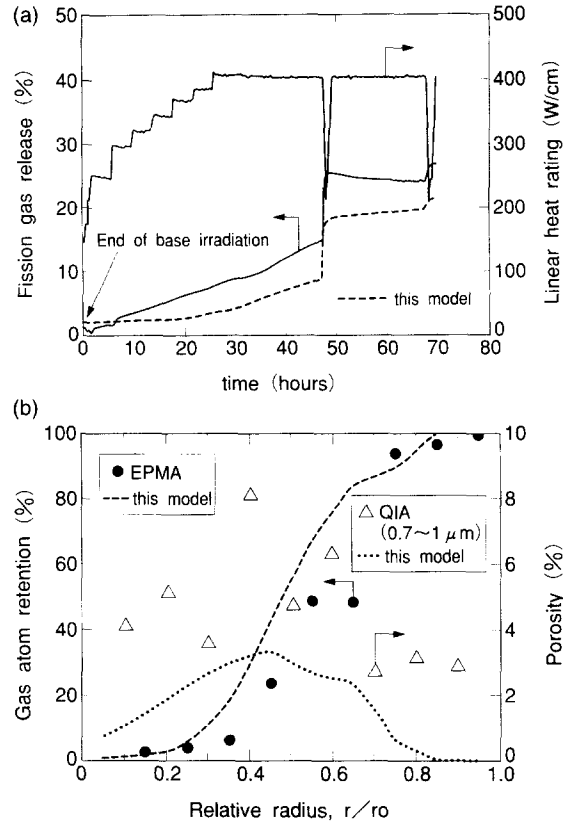 (a)
50
40
30
20
10
0
Fission gas release (%)
500
400
300
200
100
0
Linear heat rating (W/cm)
End of base irradiation
this model
0 10 20 30 40 50 60 70 80
time (hours)
(b)
100
80
60
40
20
0
Gas atom retention (%)
EPMA
this model
QIA
(0.7~1 μm)
this model
10
8
6
4
2
0
Porosity (%)
0 0.2 0.4 0.6 0.8 1.0
Relative radius, r/ro